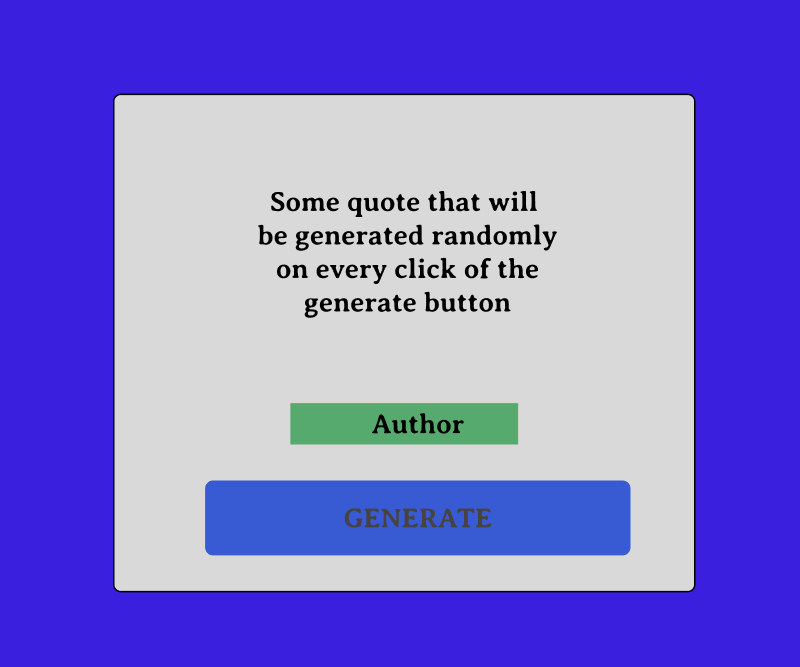 Some quote that will
be generated randomly
on every click of the
generate button
Author
GENERATE